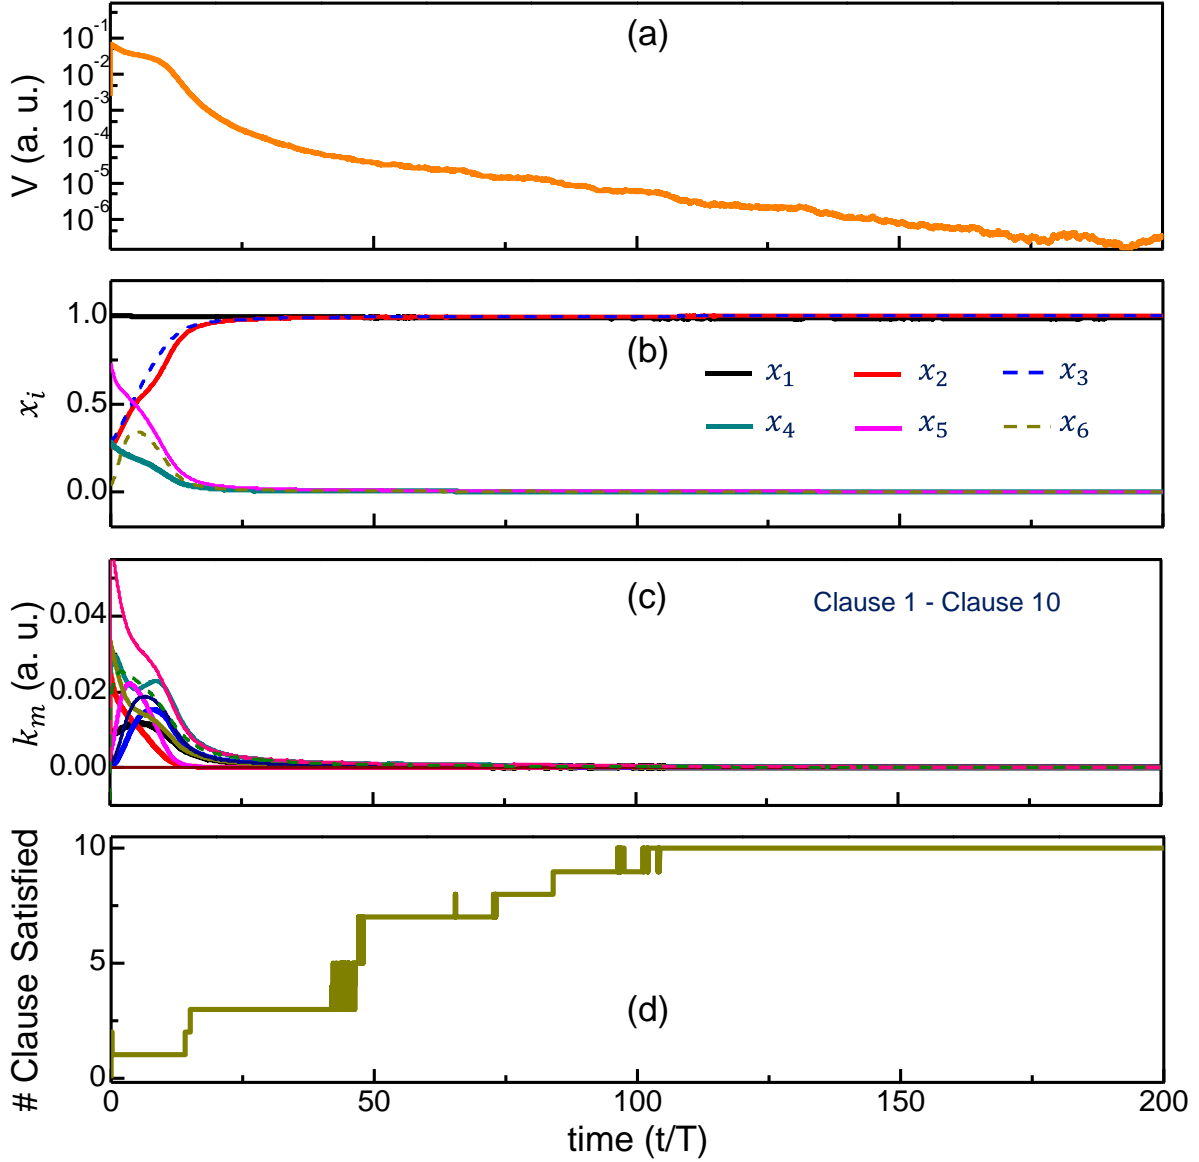 (a)
V (a. u.)
10⁻¹
10⁻²
10⁻³
10⁻⁴
10⁻⁵
10⁻⁶
(b)
xᵢ
1.0
0.5
0.0
x₁ x₂ x₃
x₄ x₅ x₆
(c)
Clause 1 - Clause 10
kₘ (a. u.)
0.04
0.02
0.00
(d)
# Clause Satisfied
10
5
0
0 50 100 150 200
time (t/T)